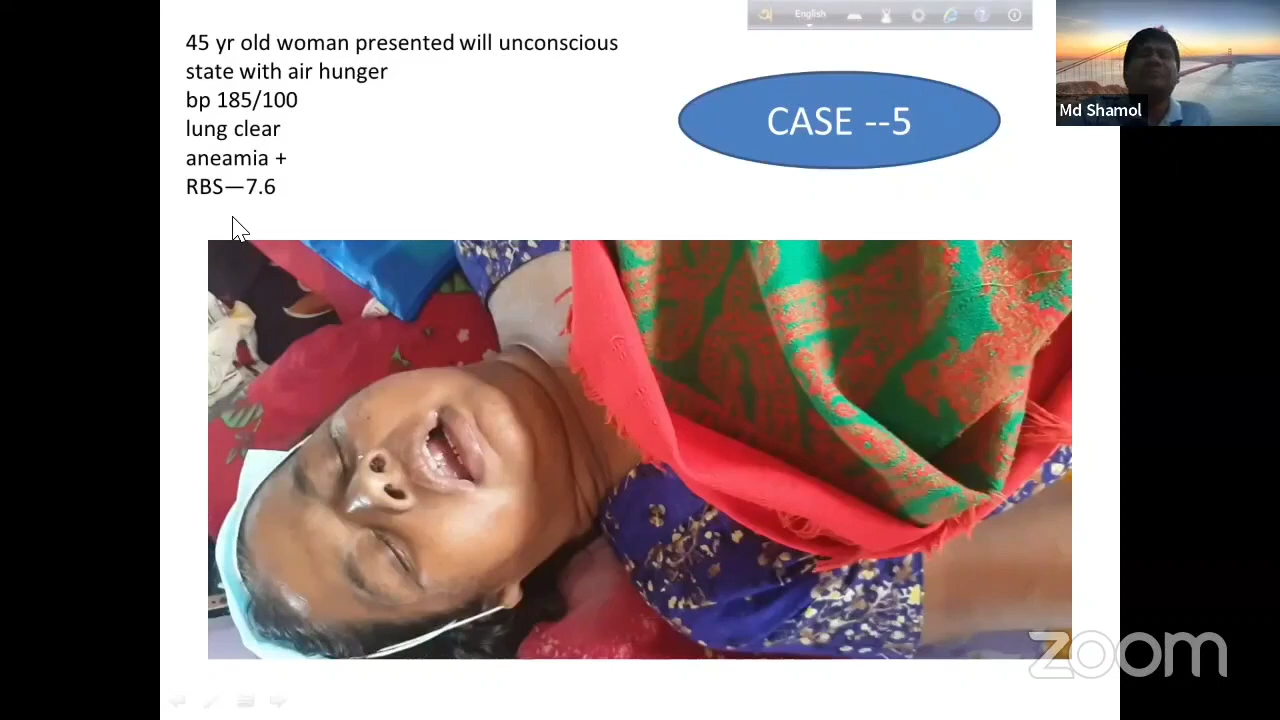 45 yr old woman presented will unconscious
state with air hunger
bp 185/100
lung clear
aneamia +
RBS—7.6
English
CASE --5
Md Shamol
zoom